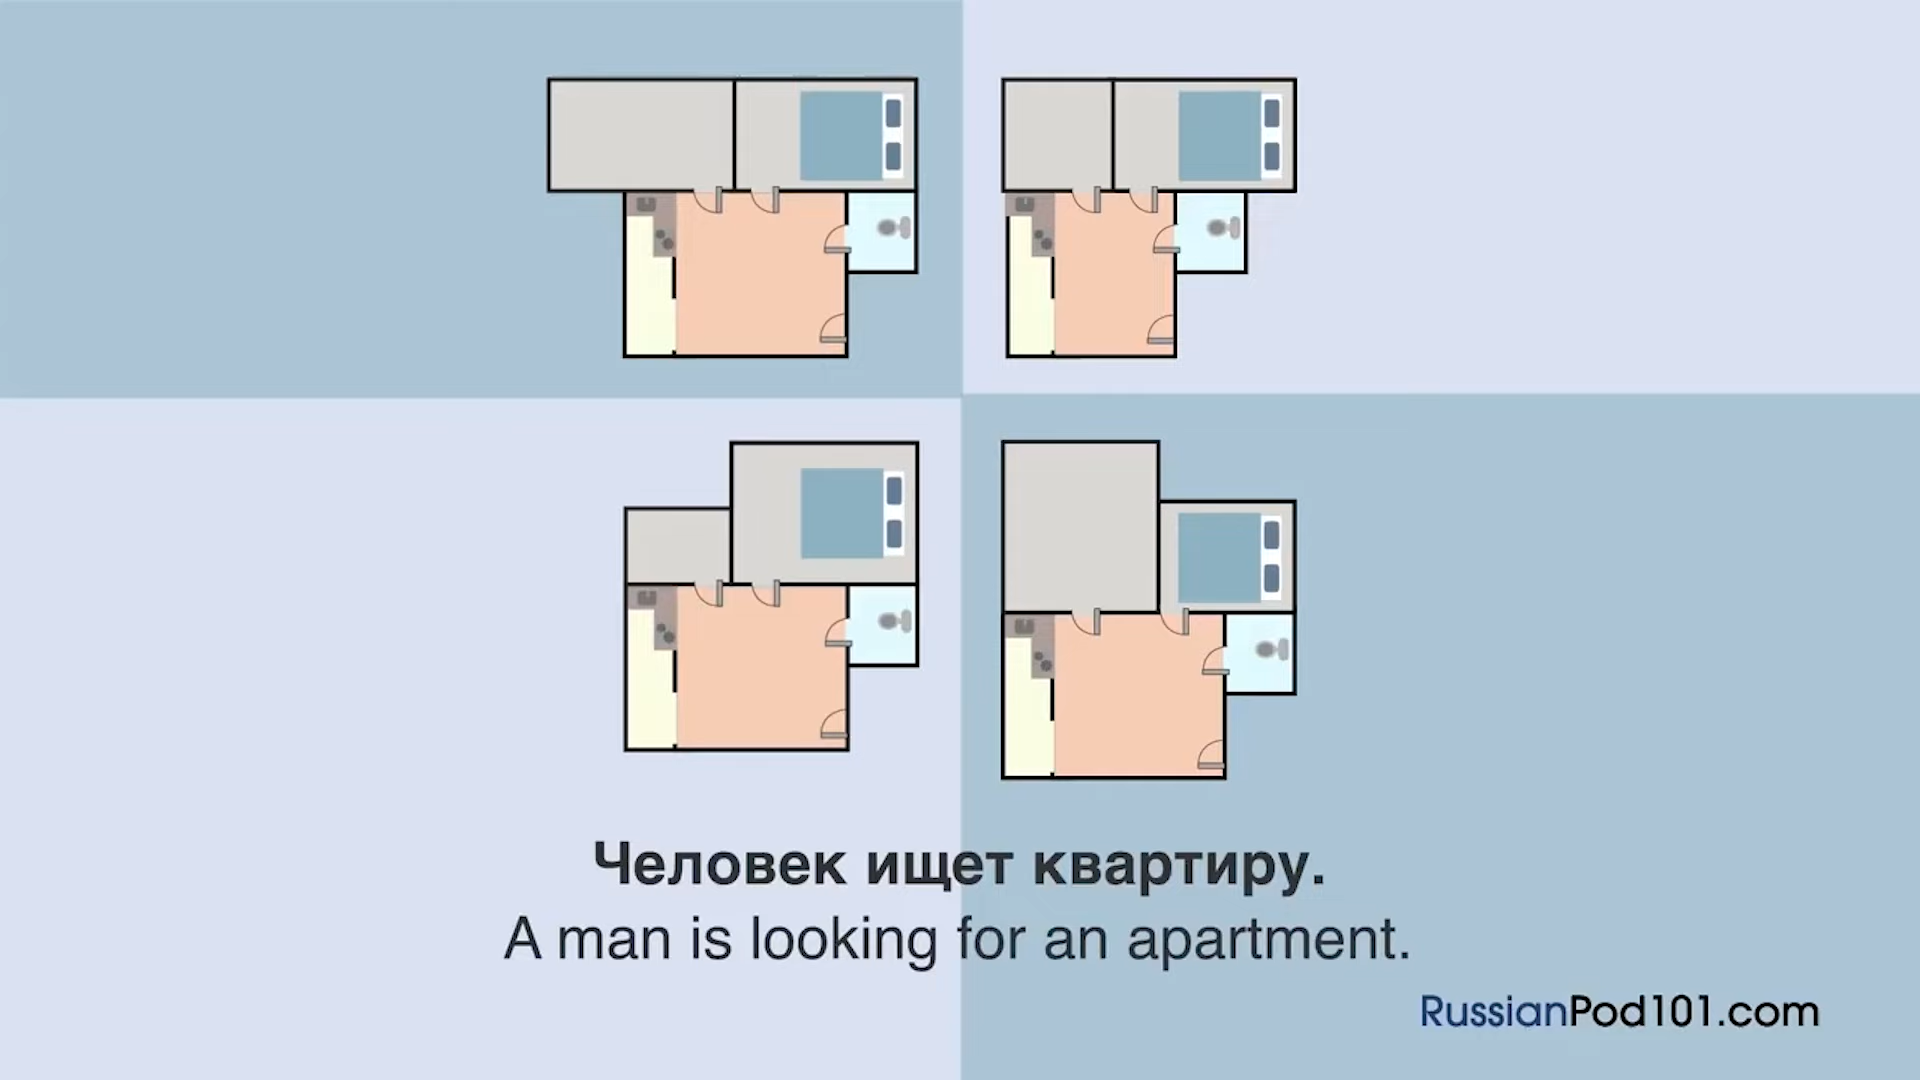 Человек ищет квартиру.
A man is looking for an apartment.
RussianPod101.com